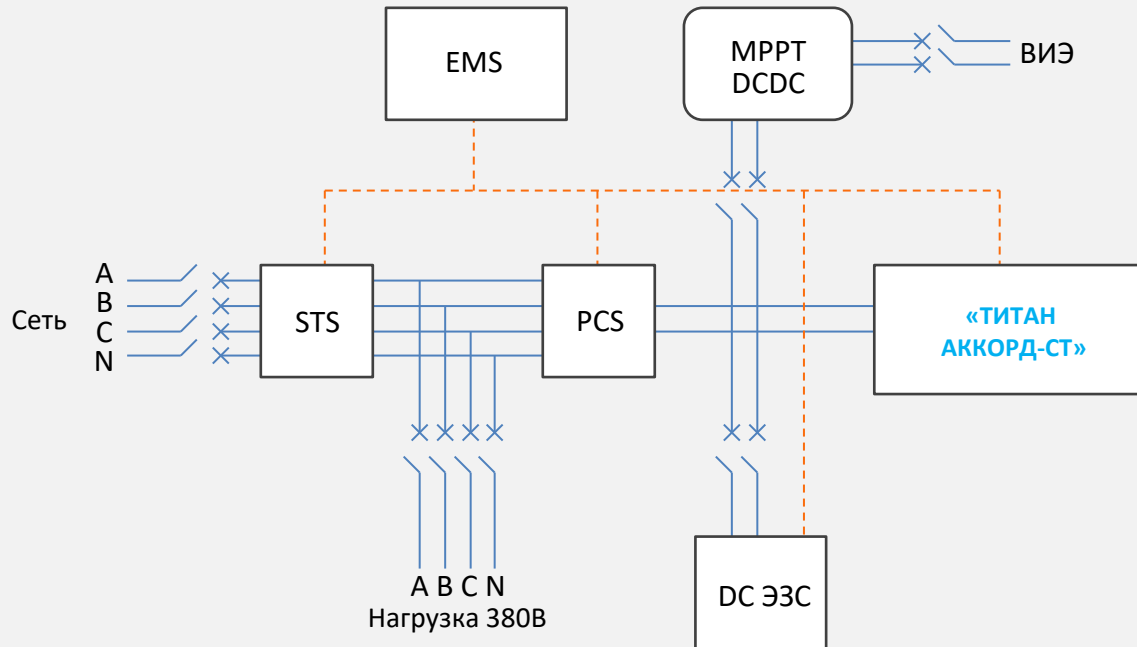 EMS
MPPT
DCDC
ВИЭ
A
B
C
N
Сеть
STS
PCS
«ТИТАН
АККОРД-СТ»
A B C N
Нагрузка 380В
DC ЭЗС